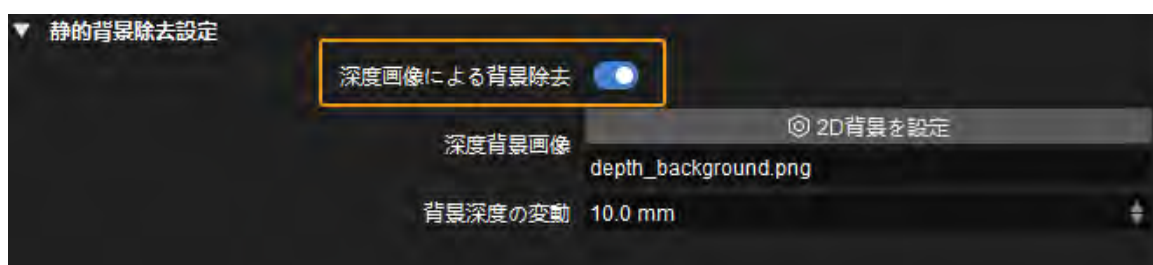 ▼ 静的背景除去設定
深度画像による背景除去
深度背景画像
2D背景を設定
depth_background.png
背景深度の変動 10.0 mm